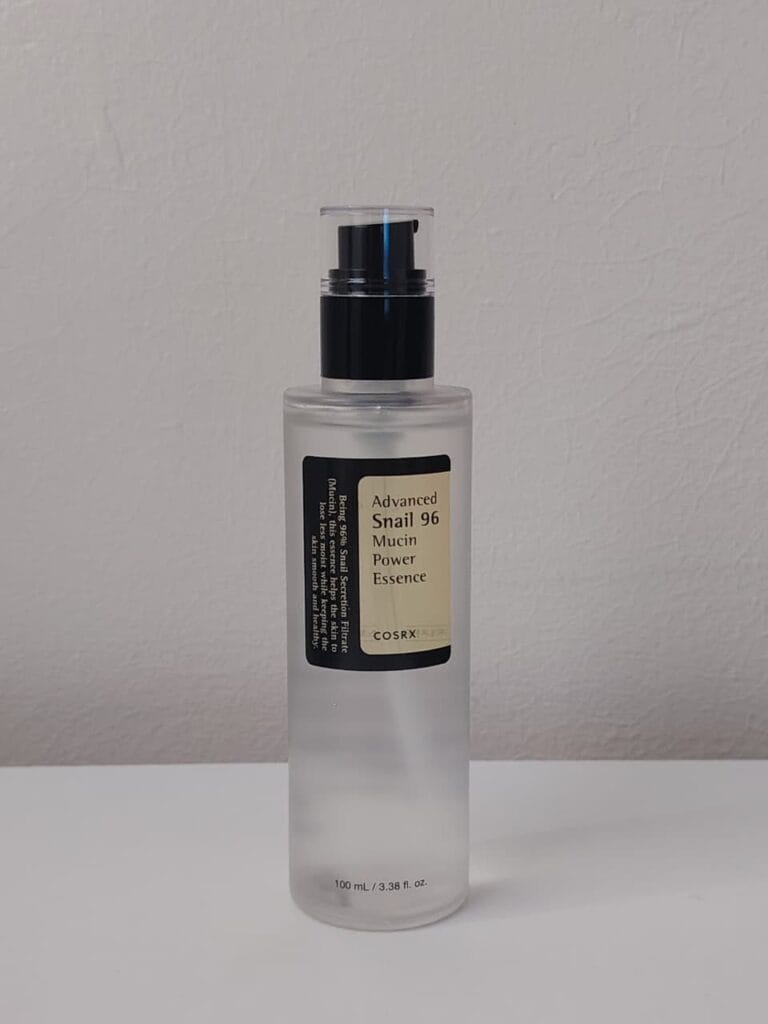 Advanced
Snail 96
Mucin
Power
Essence
COSRX
Being 96% Snail Secretion Filtrate
(Mucin), this essence helps the skin to
lose less moist while keeping the
skin smooth and healthy.
100 mL / 3.38 fl. oz.